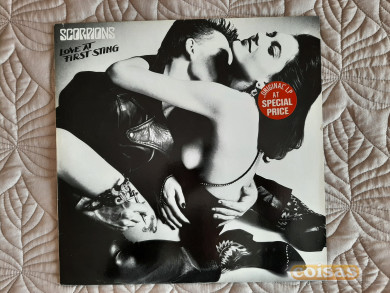 SCORPIONS
LOVE AT
FIRST STING
ORIGINAL LP
AT
SPECIAL
PRICE
COISAS